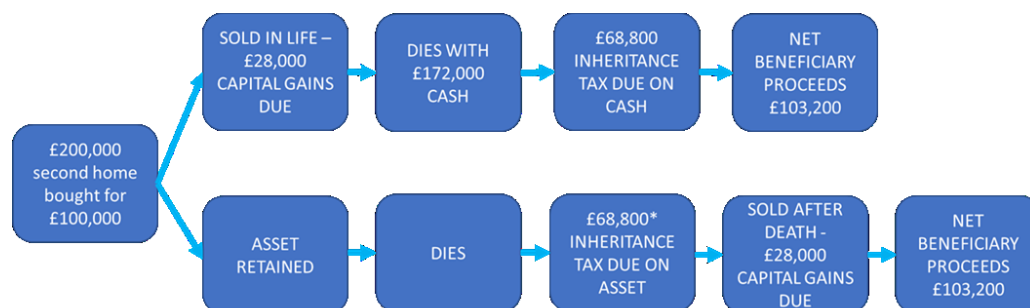 £200,000
second home
bought for
£100,000
SOLD IN LIFE –
£28,000
CAPITAL GAINS
DUE
DIES WITH
£172,000
CASH
£68,800
INHERITANCE
TAX DUE ON
CASH
NET
BENEFICIARY
PROCEEDS
£103,200
ASSET
RETAINED
DIES
£68,800*
INHERITANCE
TAX DUE ON
ASSET
SOLD AFTER
DEATH -
£28,000
CAPITAL GAINS
DUE
NET
BENEFICIARY
PROCEEDS
£103,200